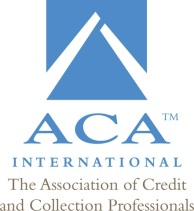 ACA™
INTERNATIONAL
The Association of Credit
and Collection Professionals